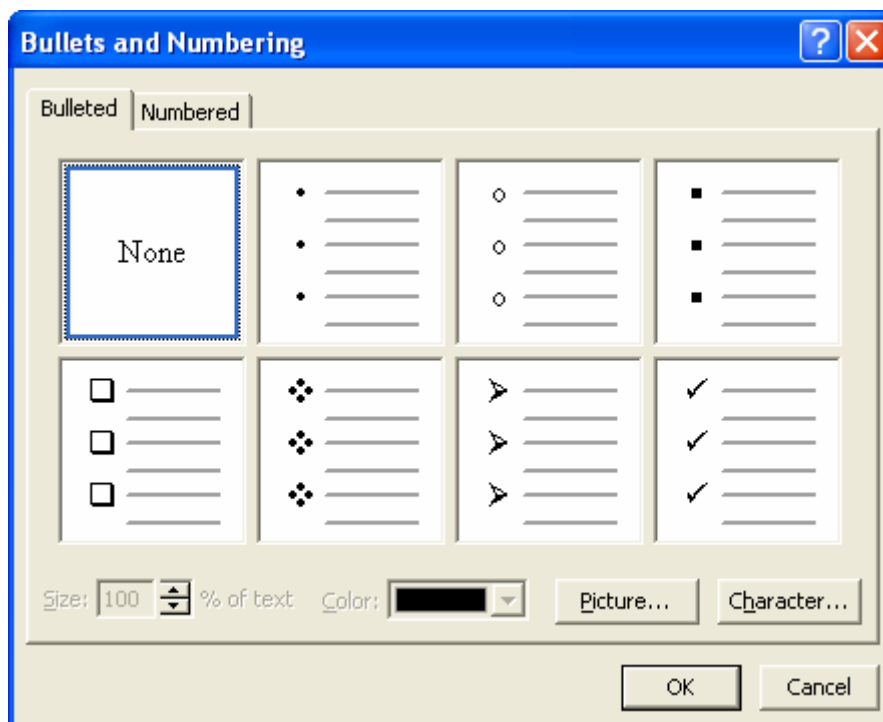 Bullets and Numbering
Bulleted Numbered
None
Size: 100 % of text Color: Picture... Character...
OK Cancel